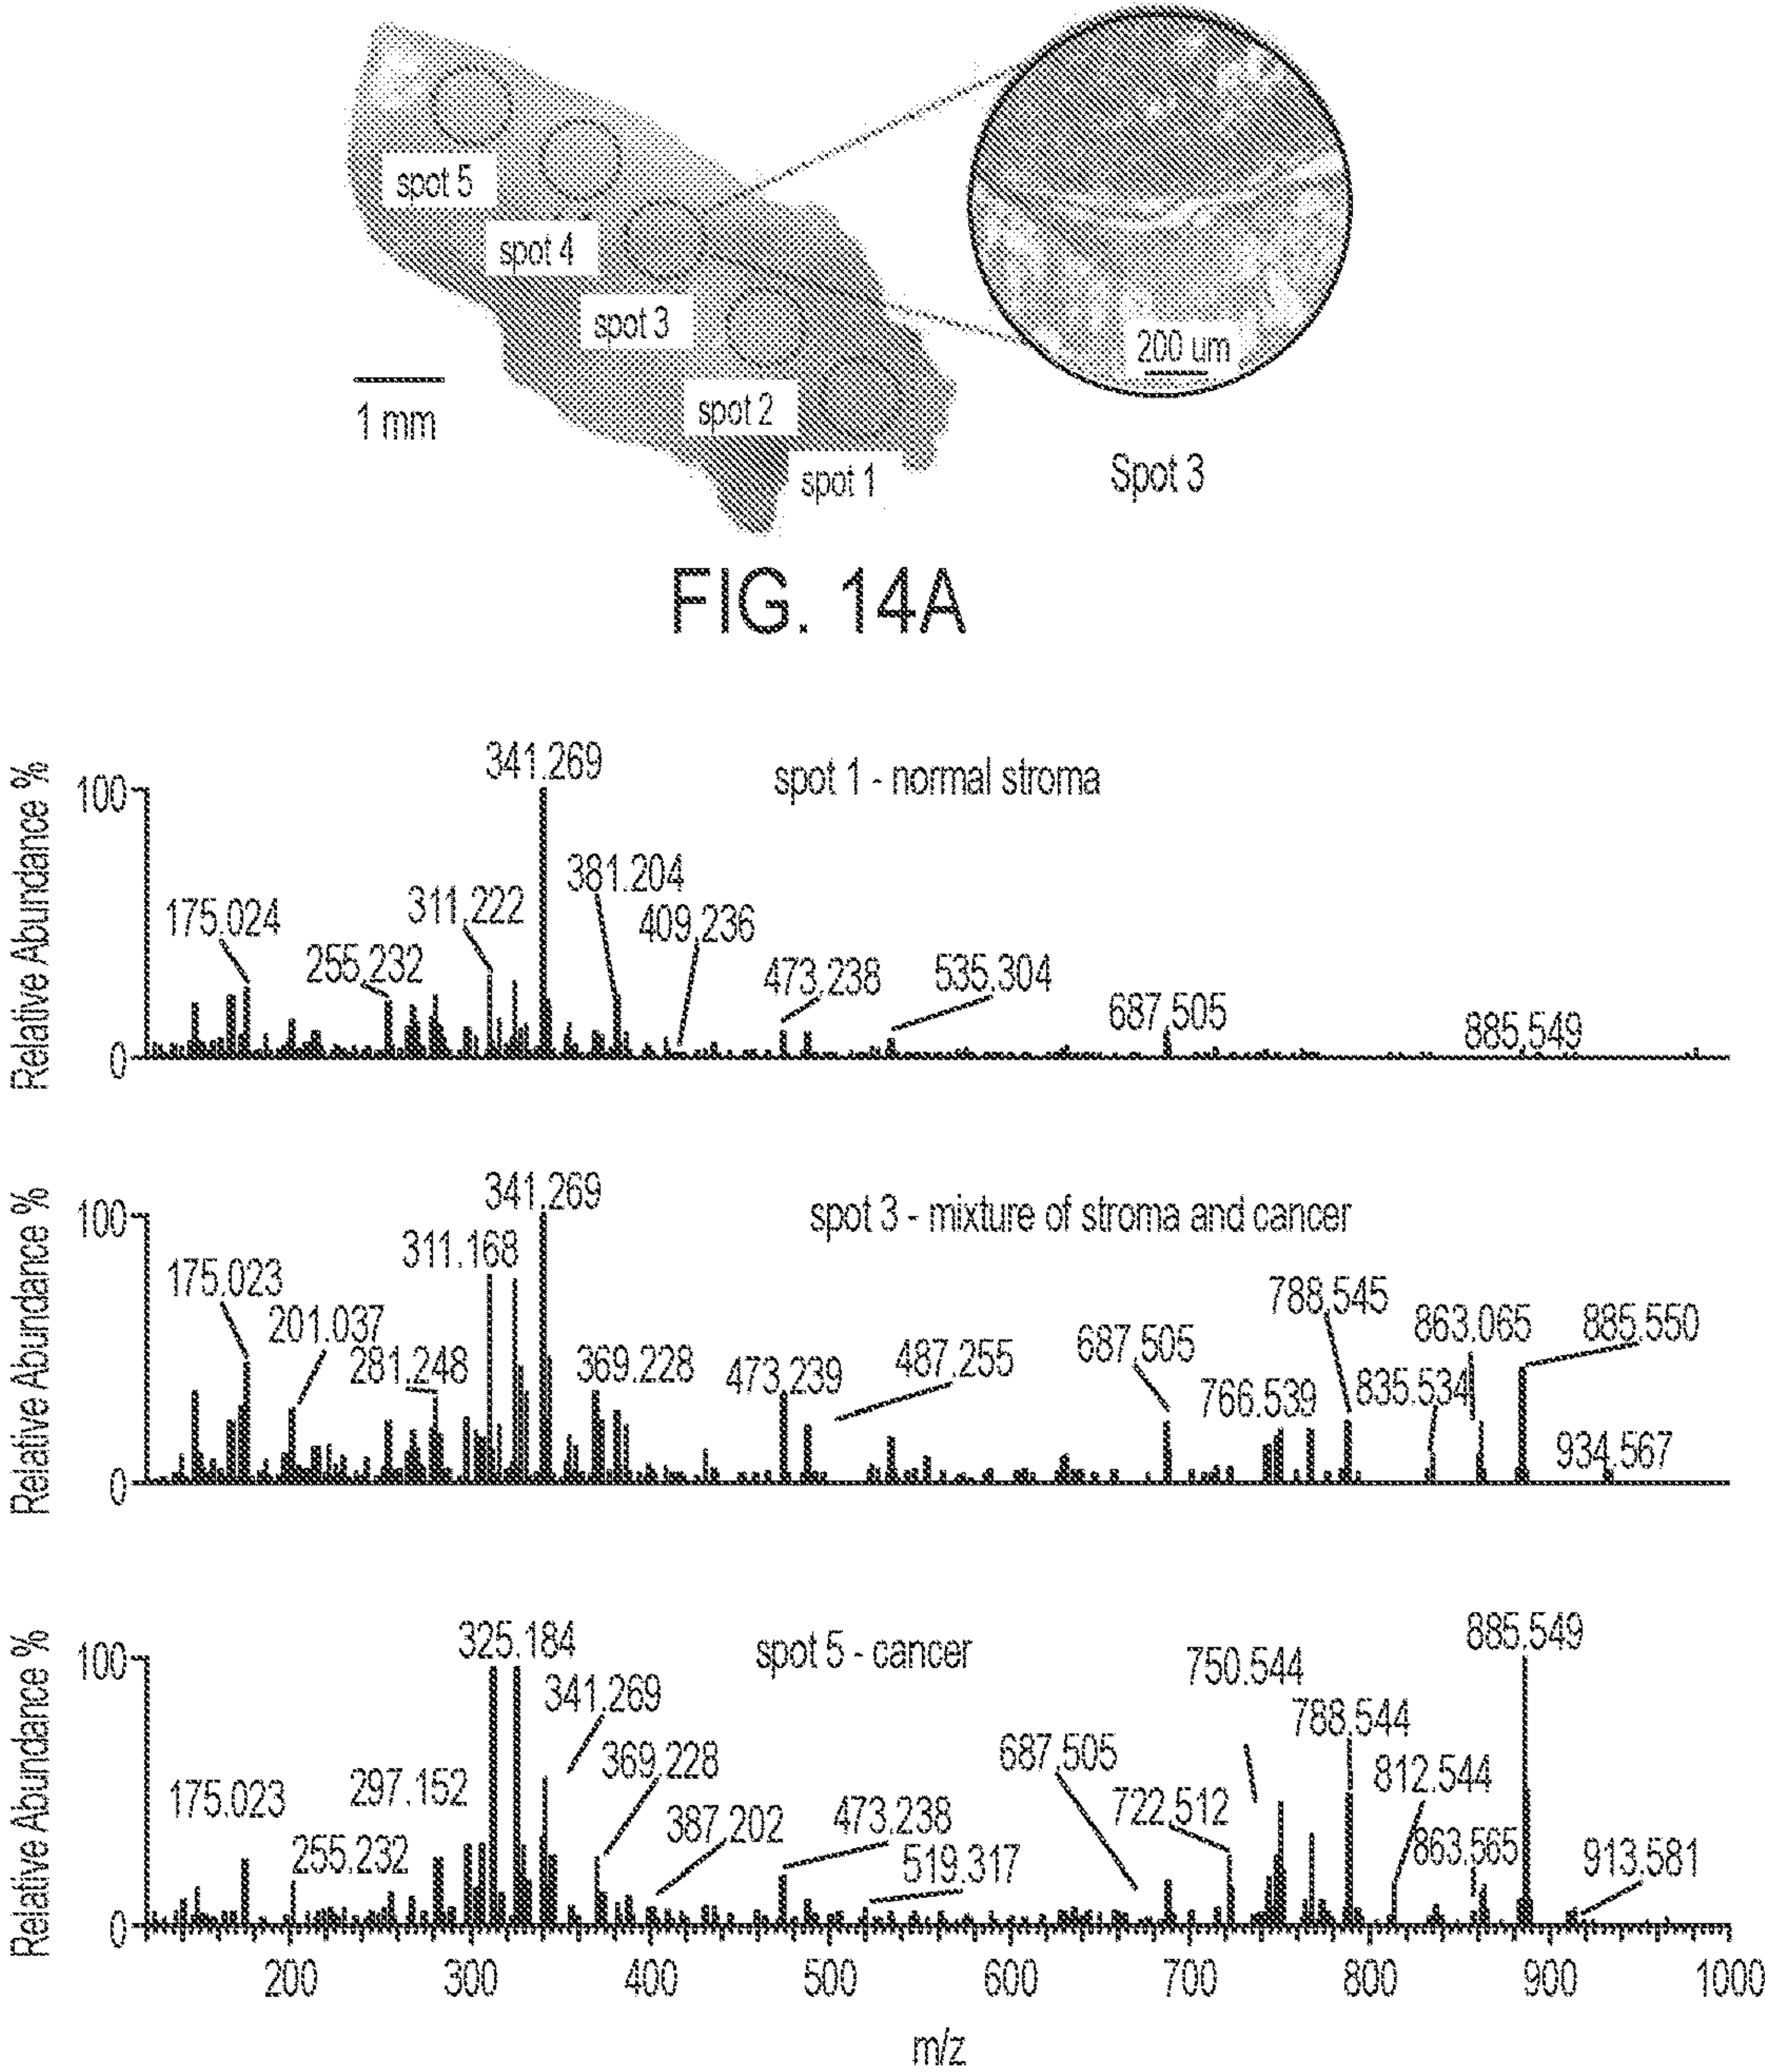 spot 5
spot 4
spot 3
spot 2
spot 1
1 mm
200 um
Spot 3
FIG. 14A
Relative Abundance %
100
0
spot 1 - normal stroma
175.024
255.232
311.222
341.269
381.204
409.236
473.238
535.304
687.505
885.549
Relative Abundance %
100
0
spot 3 - mixture of stroma and cancer
175.023
201.037
281.248
311.168
341.269
369.228
473.239
487.255
687.505
766.539
788.545
835.534
863.065
885.550
934.567
Relative Abundance %
100
0
spot 5 - cancer
175.023
255.232
297.152
325.184
341.269
369.228
387.202
473.238
519.317
687.505
722.512
750.544
788.544
812.544
863.565
885.549
913.581
200 300 400 500 600 700 800 900 1000
m/z